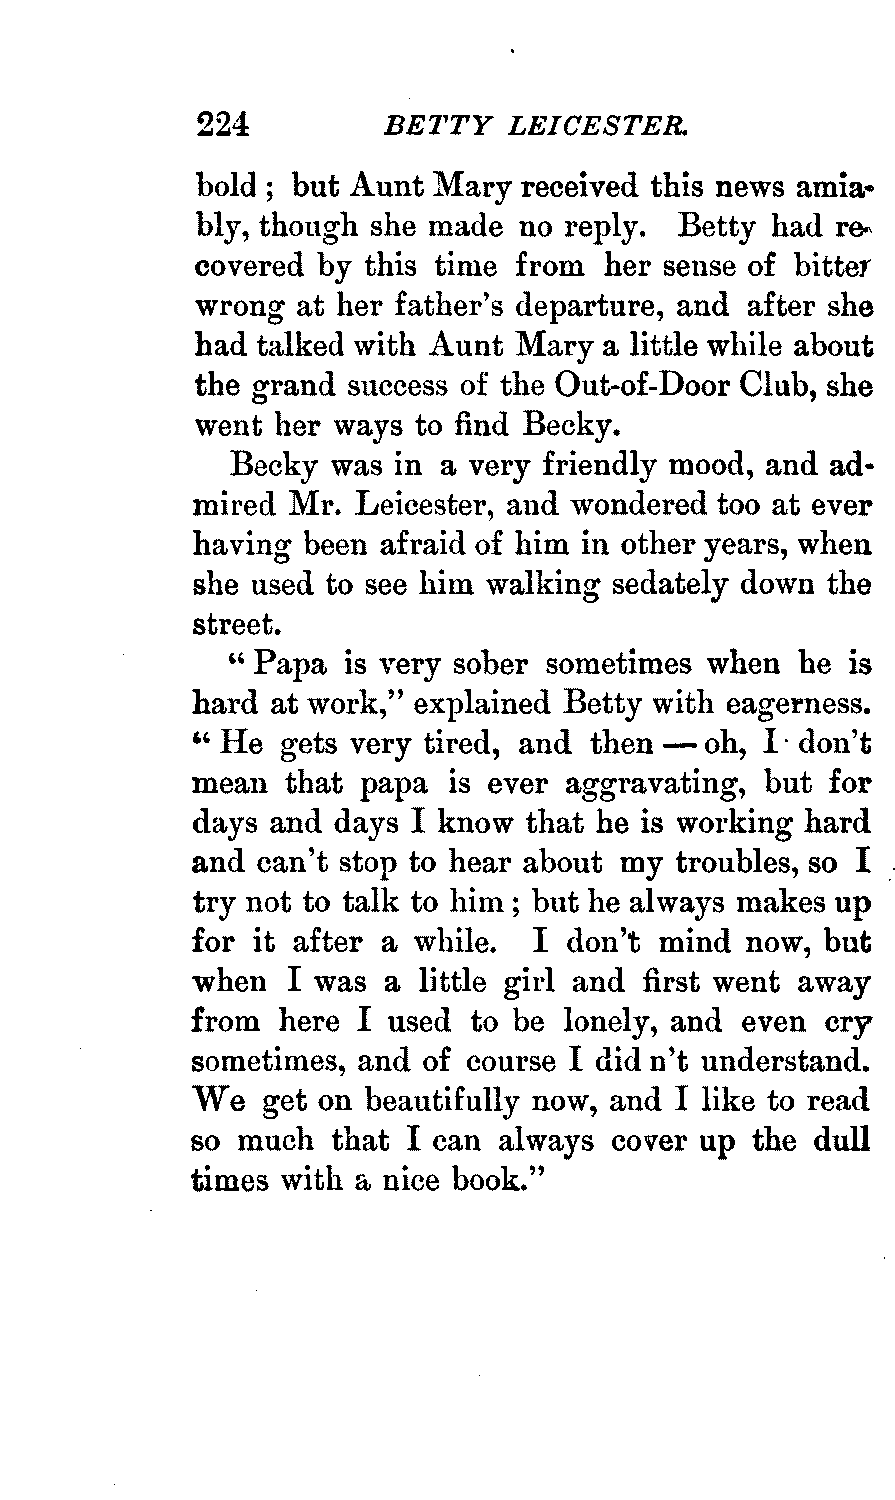 224 BETTY LEICESTER.
bold ; but Aunt Mary received this news amia-
bly, though she made no reply. Betty had re-
covered by this time from her sense of bitter
wrong at her father's departure, and after she
had talked with Aunt Mary a little while about
the grand success of the Out-of-Door Club, she
went her ways to find Becky.
Becky was in a very friendly mood, and ad-
mired Mr. Leicester, and wondered too at ever
having been afraid of him in other years, when
she used to see him walking sedately down the
street.
" Papa is very sober sometimes when he is
hard at work," explained Betty with eagerness.
" He gets very tired, and then — oh, I don't
mean that papa is ever aggravating, but for
days and days I know that he is working hard
and can't stop to hear about my troubles, so I
try not to talk to him ; but he always makes up
for it after a while. I don't mind now, but
when I was a little girl and first went away
from here I used to be lonely, and even cry
sometimes, and of course I did n't understand.
We get on beautifully now, and I like to read
so much that I can always cover up the dull
times with a nice book."